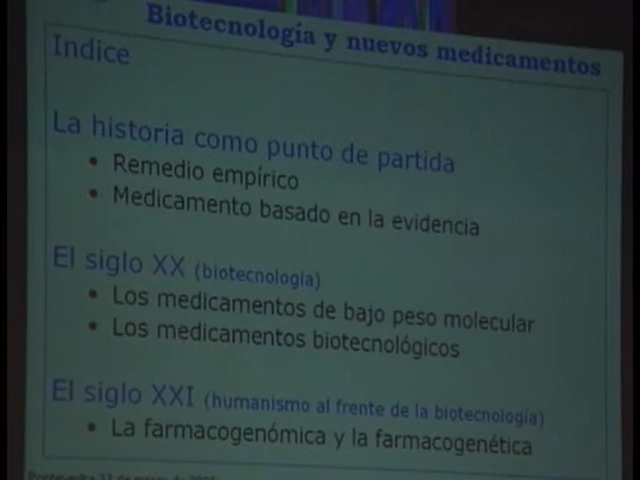 Biotecnología y nuevos medicamentos
Indice
La historia como punto de partida
• Remedio empírico
• Medicamento basado en la evidencia
El siglo XX (biotecnología)
• Los medicamentos de bajo peso molecular
• Los medicamentos biotecnológicos
El siglo XXI (humanismo al frente de la biotecnología)
• La farmacogenómica y la farmacogenética